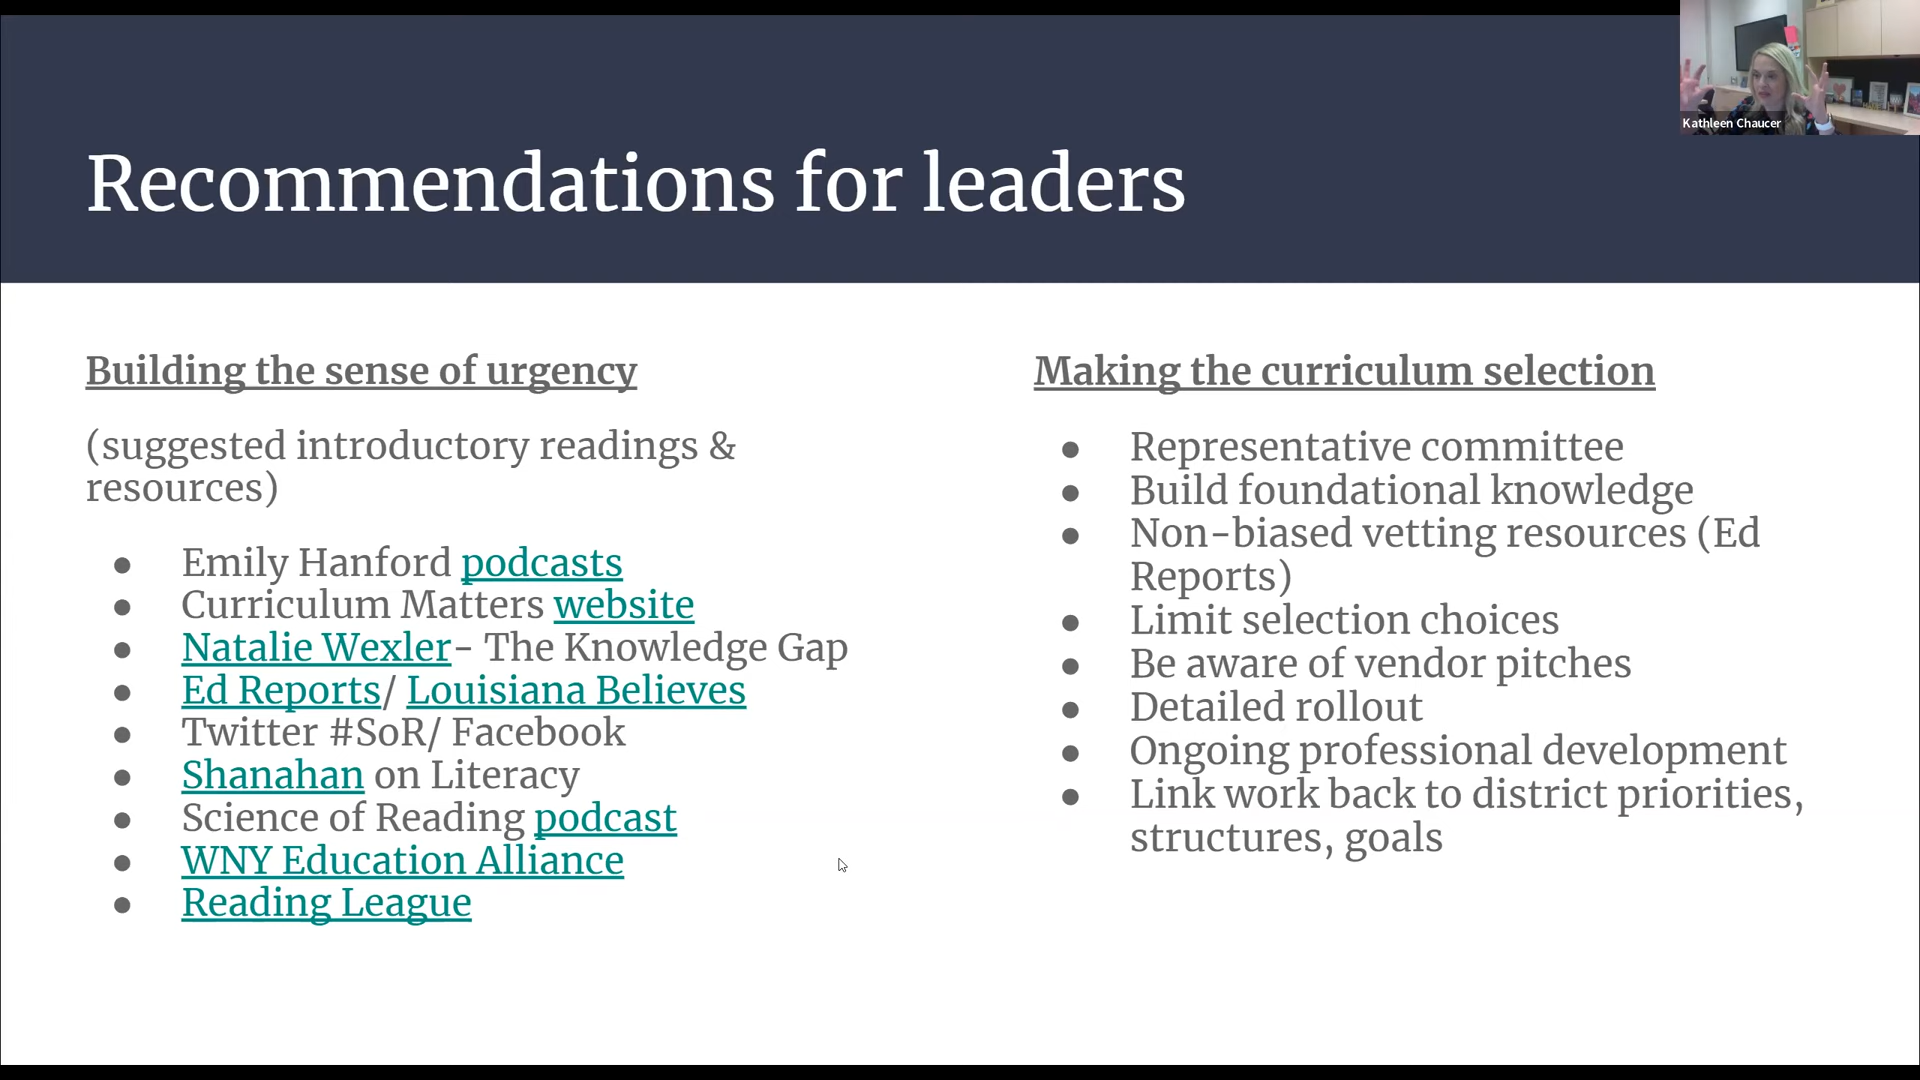 Kathleen Chaucer
Recommendations for leaders
Building the sense of urgency
(suggested introductory readings &
resources)
● Emily Hanford podcasts
● Curriculum Matters website
● Natalie Wexler- The Knowledge Gap
● Ed Reports/ Louisiana Believes
● Twitter #SoR/ Facebook
● Shanahan on Literacy
● Science of Reading podcast
● WNY Education Alliance
● Reading League
Making the curriculum selection
● Representative committee
● Build foundational knowledge
● Non-biased vetting resources (Ed
Reports)
● Limit selection choices
● Be aware of vendor pitches
● Detailed rollout
● Ongoing professional development
● Link work back to district priorities,
structures, goals